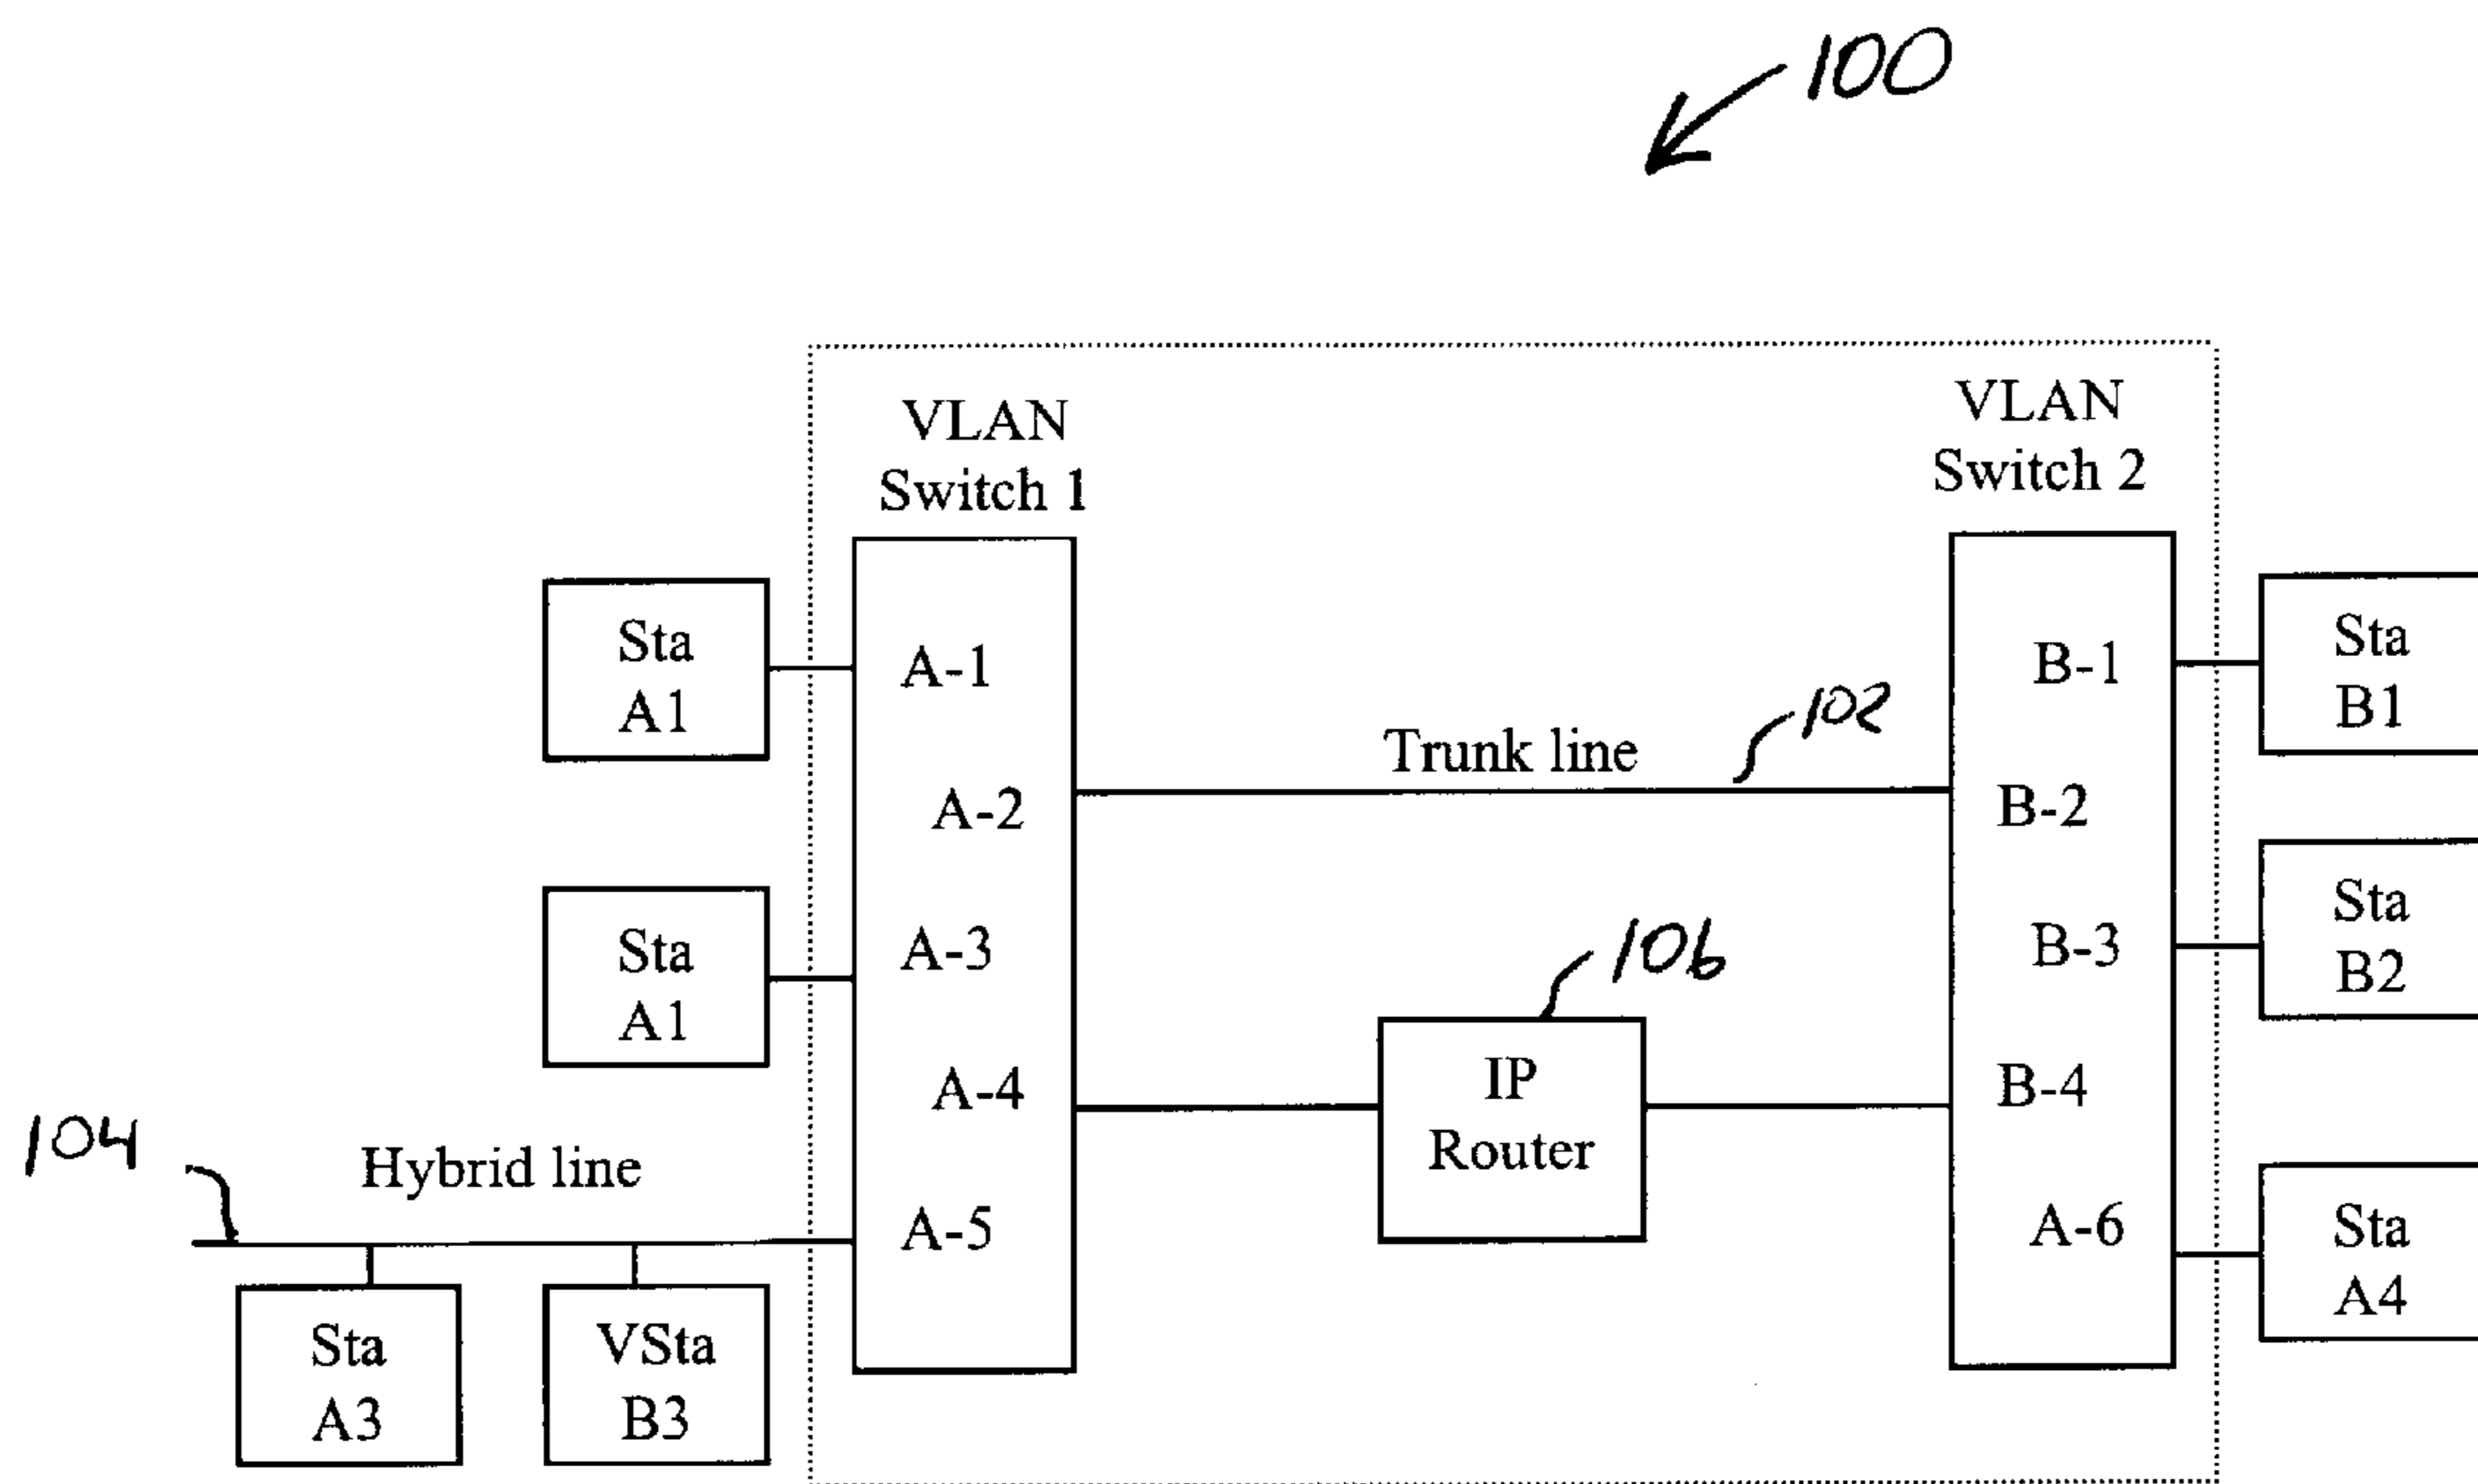 100
VLAN
Switch 1
VLAN
Switch 2
Sta
A1
A-1
B-1
Sta
B1
Trunk line
102
A-2
B-2
Sta
A1
A-3
106
B-3
Sta
B2
IP
Router
A-4
B-4
104
Hybrid line
A-5
A-6
Sta
A4
Sta
A3
VSta
B3